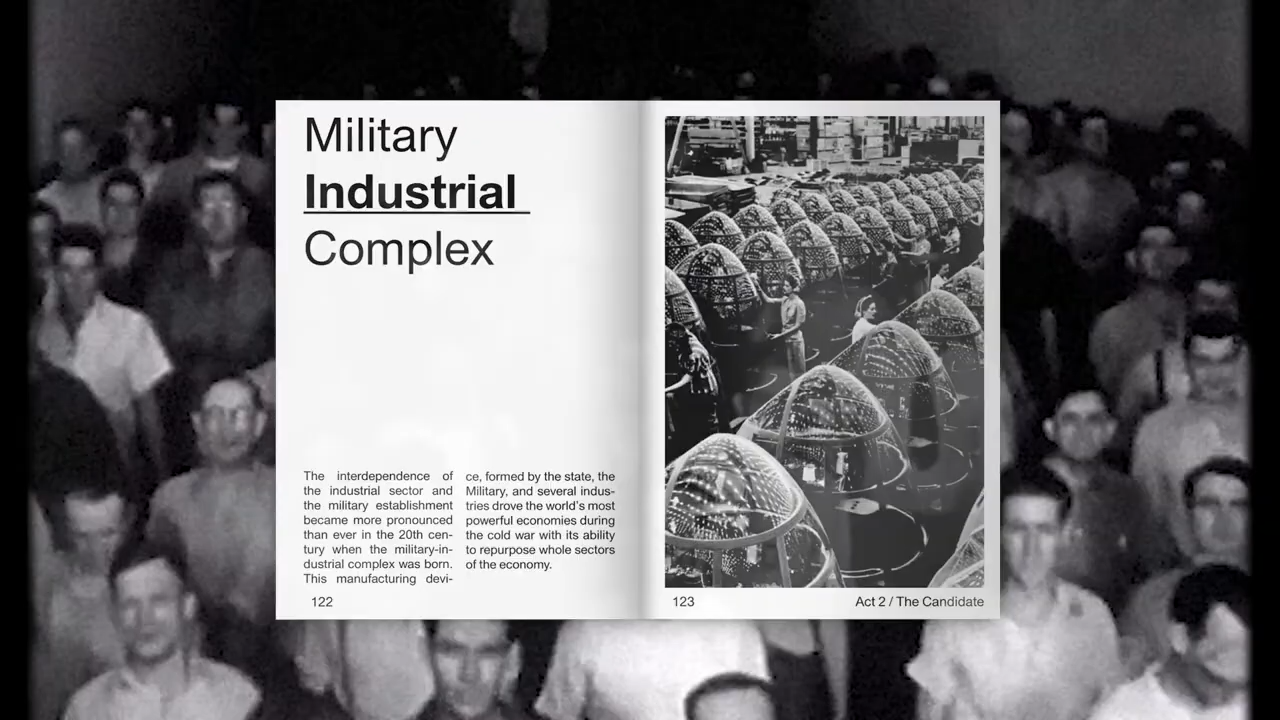 Military
Industrial
Complex
The interdependence of
the industrial sector and
the military establishment
became more pronounced
than ever in the 20th cen-
tury when the military-in-
dustrial complex was born.
This manufacturing devi-
ce, formed by the state, the
Military, and several indus-
tries drove the world's most
powerful economies during
the cold war with its ability
to repurpose whole sectors
of the economy.
122
123
Act 2 / The Candidate